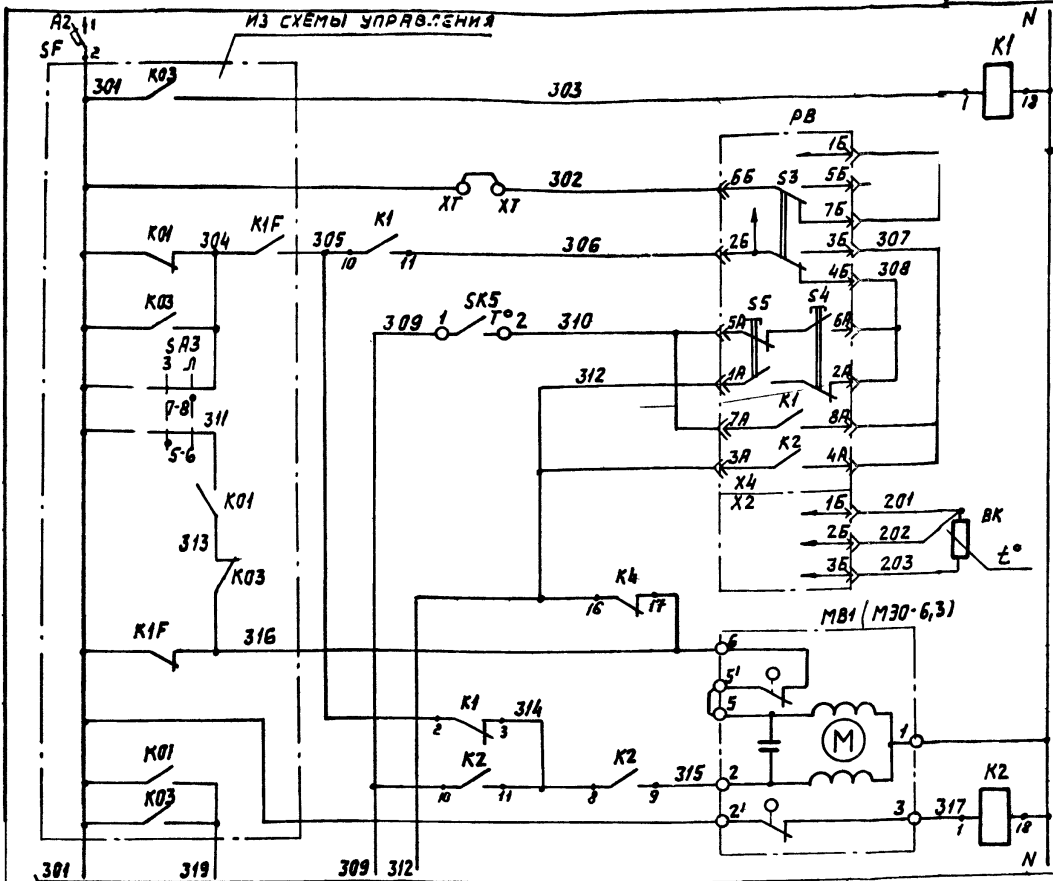 ИЗ СХЕМЫ УПРАВЛЕНИЯ
A2 1
SF 2
N
K1
301 K03 303 1 18
PB
1Б
302 6Б S3 5Б
XT XT
7Б
K01 304 K1F 305 K1 306 2Б 3Б 307
10 11
4Б 308
K03 309 1 SK5 T° 2 310 5A S5 S4 6A
SA3
З Л
312 1A 2A
7-8 311
K1
7A 8A
5-6
K2
3A 4A
X4
X2
K01
1Б 201 BK
313
2Б 202
K03
3Б 203 t°
K4
16 17
MB1 (МЭО-6,3)
K1F 316 6
5'
K1 314 5
2 3
M 1
K01 K2 K2 315 2 K2
10 11 8 9
K03
2' 3 317 1 18
301 319 309 312 N